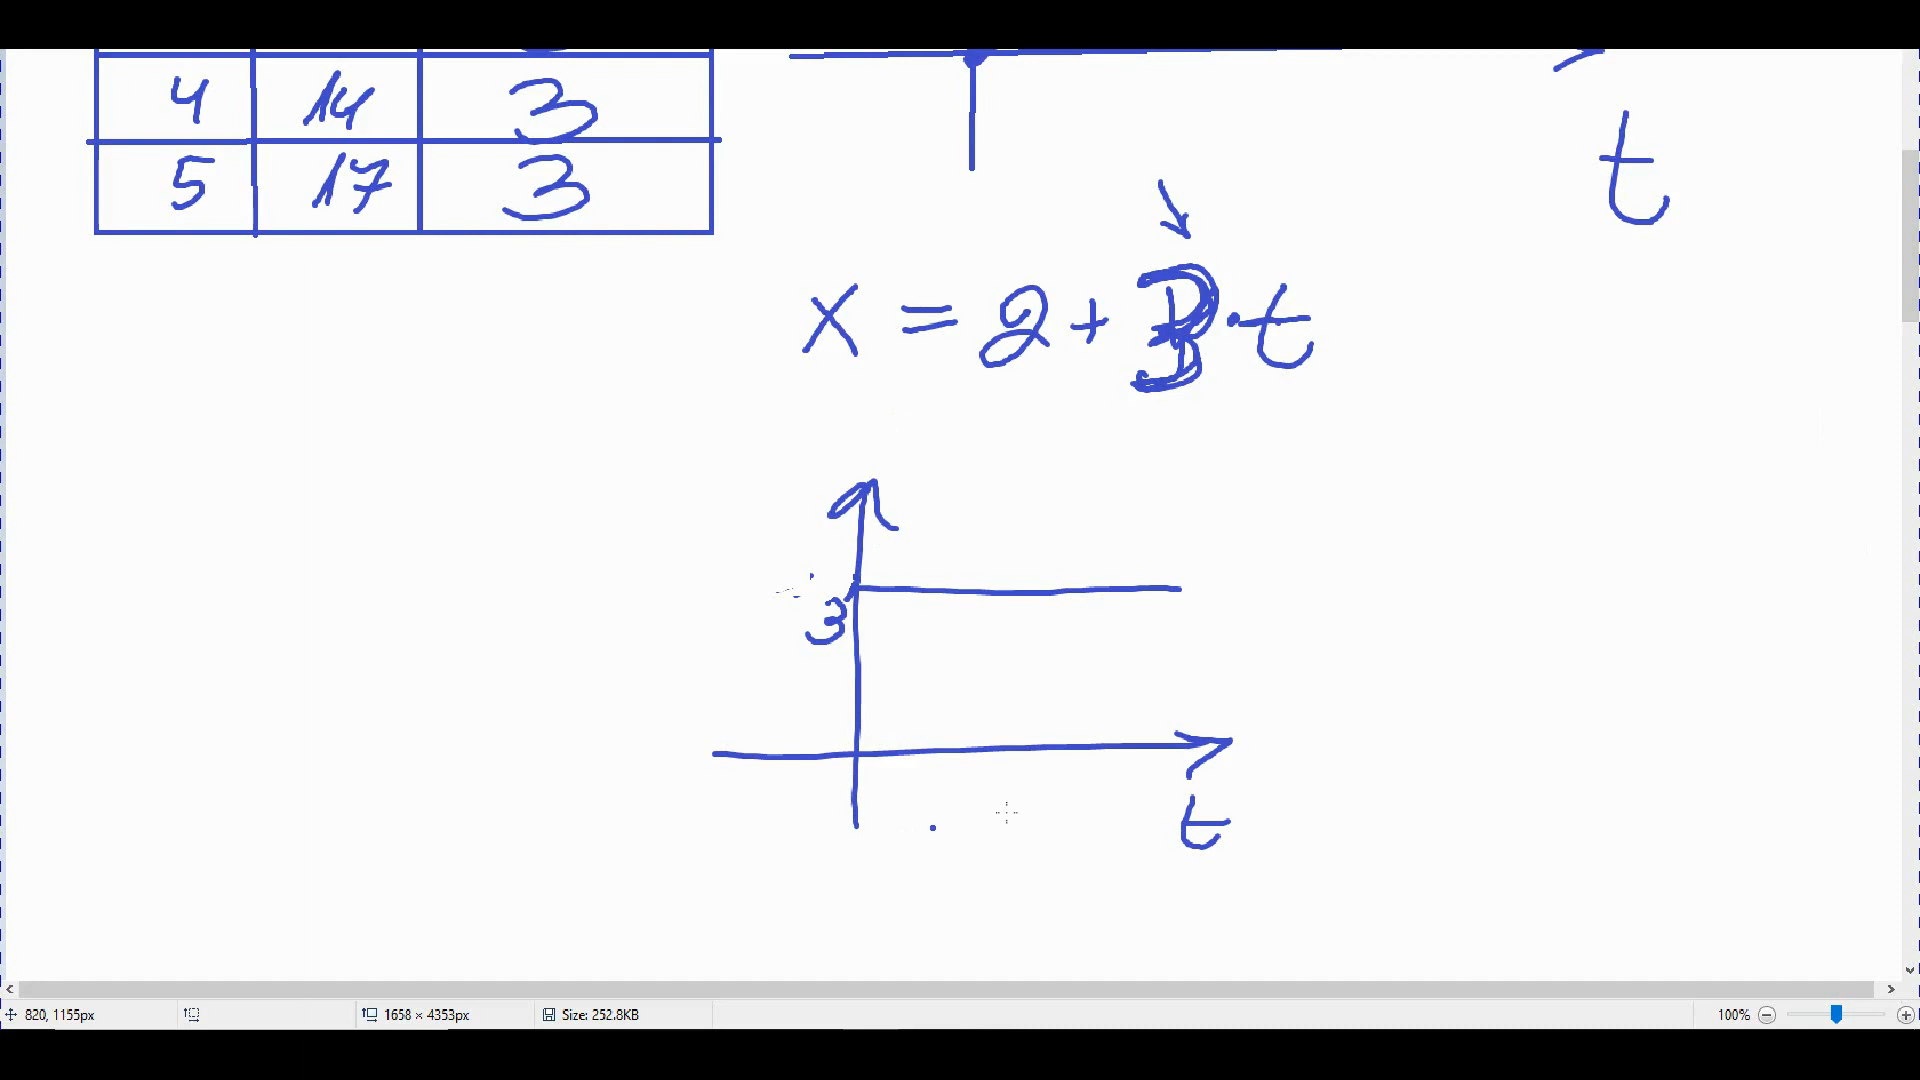 4 14 3
5 17 3
t
x = 2 + 3 · t
3
t
820, 1155px 1658 × 4353px Size: 252.8KB 100%